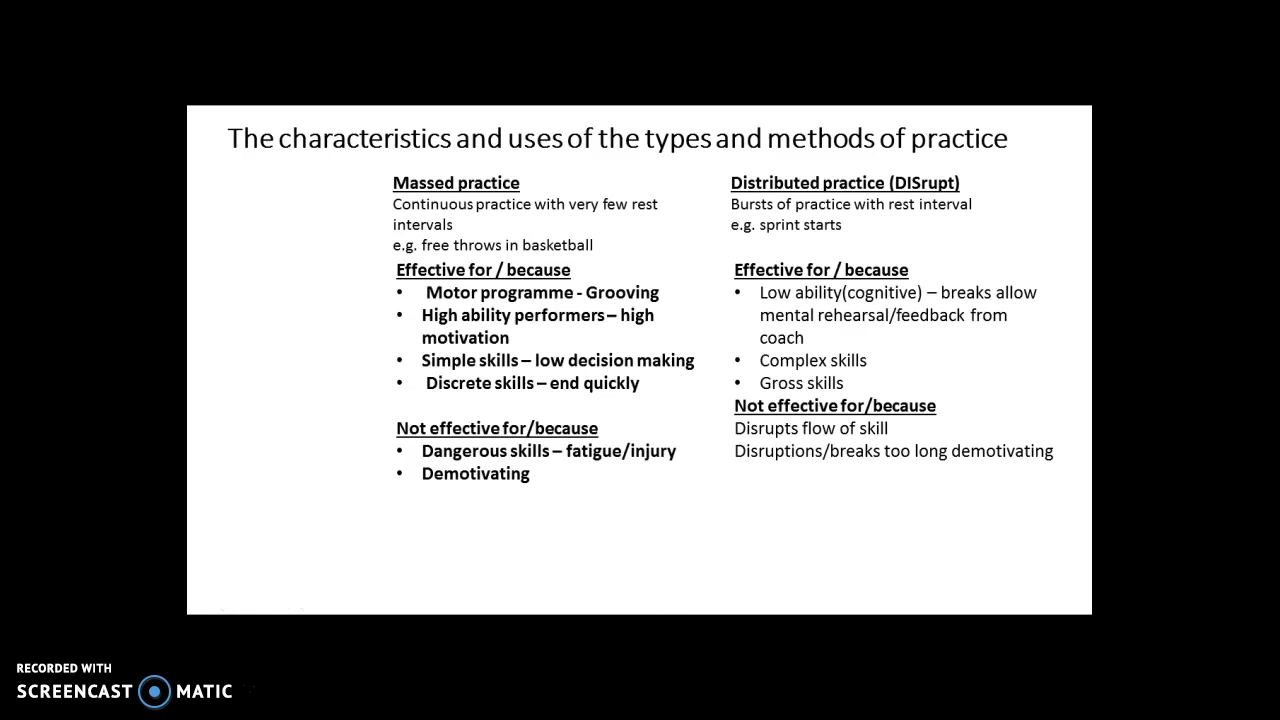 The characteristics and uses of the types and methods of practice
Massed practice
Continuous practice with very few rest
intervals
e.g. free throws in basketball
Effective for / because
• Motor programme - Grooving
• High ability performers – high
motivation
• Simple skills – low decision making
• Discrete skills – end quickly
Not effective for/because
• Dangerous skills – fatigue/injury
• Demotivating
Distributed practice (DISrupt)
Bursts of practice with rest interval
e.g. sprint starts
Effective for / because
• Low ability(cognitive) – breaks allow
mental rehearsal/feedback from
coach
• Complex skills
• Gross skills
Not effective for/because
Disrupts flow of skill
Disruptions/breaks too long demotivating
RECORDED WITH
SCREENCAST MATIC